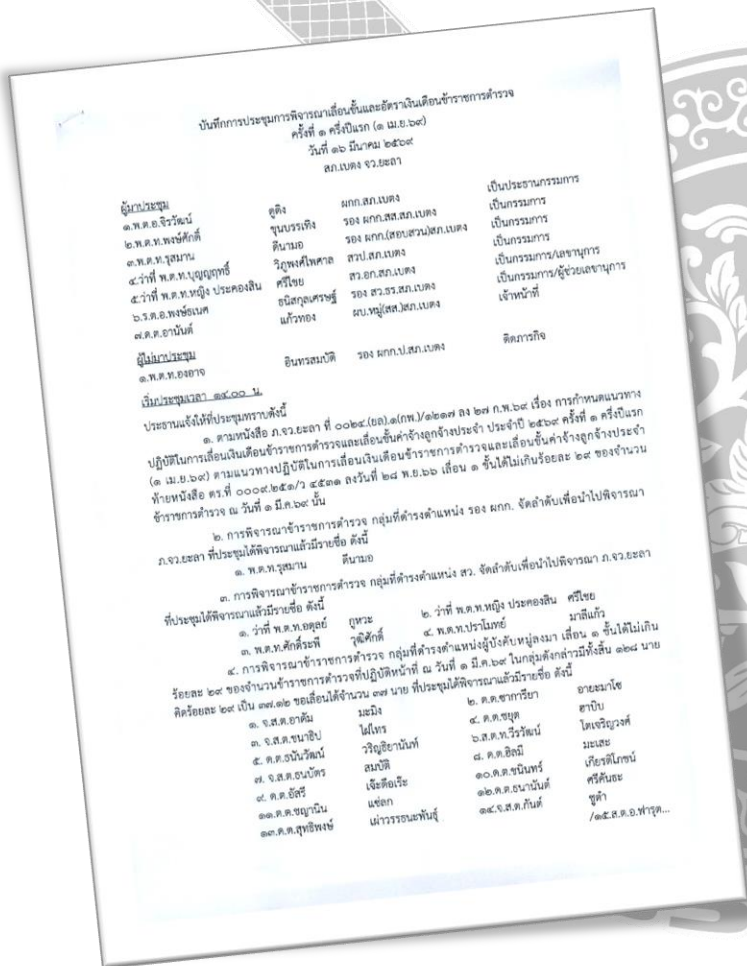 บันทึกการประชุมการพิจารณาเลื่อนขั้นและอัตราเงินเดือนข้าราชการตำรวจ
ครั้งที่ ๑ ครึ่งปีแรก (๑ เม.ย.๖๙)
วันที่ ๑๖ มีนาคม ๒๕๖๙
สภ.เบตง จว.ยะลา
ผู้มาประชุม
๑.พ.ต.อ.จิรวัฒน์ ดูดิง ผกก.สภ.เบตง เป็นประธานกรรมการ
๒.พ.ต.ท.พงษ์ศักดิ์ ขุนบรรเทิง รอง ผกก.สส.สภ.เบตง เป็นกรรมการ
๓.พ.ต.ท.รุสมาน ดีนามอ รอง ผกก.(สอบสวน)สภ.เบตง เป็นกรรมการ
๔.ว่าที่ พ.ต.ท.บุญญฤทธิ์ วิภูพงศ์ไพศาล สวป.สภ.เบตง เป็นกรรมการ
๕.ว่าที่ พ.ต.ท.หญิง ประคองสิน ศรีไชย สว.อก.สภ.เบตง เป็นกรรมการ/เลขานุการ
๖.ร.ต.อ.พงษ์ธเนศ ธนิสกุลเศรษฐ์ รอง สว.ธร.สภ.เบตง เป็นกรรมการ/ผู้ช่วยเลขานุการ
๗.ด.ต.อานันต์ แก้วทอง ผบ.หมู่(สส.)สภ.เบตง เจ้าหน้าที่
ผู้ไม่มาประชุม
๑.พ.ต.ท.องอาจ อินทรสมบัติ รอง ผกก.ป.สภ.เบตง ติดภารกิจ
เริ่มประชุมเวลา ๑๔.๐๐ น.
ประธานแจ้งให้ที่ประชุมทราบดังนี้
๑. ตามหนังสือ ภ.จว.ยะลา ที่ ๐๐๒๔.(ยล).๑(กพ.)/๑๒๑๗ ลง ๒๗ ก.พ.๖๙ เรื่อง การกำหนดแนวทาง
ปฏิบัติในการเลื่อนเงินเดือนข้าราชการตำรวจและเลื่อนขั้นค่าจ้างลูกจ้างประจำ ประจำปี ๒๕๖๙ ครั้งที่ ๑ ครึ่งปีแรก
(๑ เม.ย.๖๙) ตามแนวทางปฏิบัติในการเลื่อนเงินเดือนข้าราชการตำรวจและเลื่อนขั้นค่าจ้างลูกจ้างประจำ
ท้ายหนังสือ ตร.ที่ ๐๐๐๙.๒๕๑/ว ๔๕๓๑ ลงวันที่ ๒๘ พ.ย.๖๖ เลื่อน ๑ ขั้นได้ไม่เกินร้อยละ ๒๙ ของจำนวน
ข้าราชการตำรวจ ณ วันที่ ๑ มี.ค.๖๙ นั้น
๒. การพิจารณาข้าราชการตำรวจ กลุ่มที่ดำรงตำแหน่ง รอง ผกก. จัดลำดับเพื่อนำไปพิจารณา
ภ.จว.ยะลา ที่ประชุมได้พิจารณาแล้วมีรายชื่อ ดังนี้
๑. พ.ต.ท.รุสมาน ดีนามอ
๓. การพิจารณาข้าราชการตำรวจ กลุ่มที่ดำรงตำแหน่ง สว. จัดลำดับเพื่อนำไปพิจารณา ภ.จว.ยะลา
ที่ประชุมได้พิจารณาแล้วมีรายชื่อ ดังนี้
๑. ว่าที่ พ.ต.ท.อดุลย์ กูหวะ ๒. ว่าที่ พ.ต.ท.หญิง ประคองสิน ศรีไชย
๓. พ.ต.ท.ศักดิ์ระพี วุฒิศักดิ์ ๔. พ.ต.ท.ปราโมทย์ มาลีแก้ว
๔. การพิจารณาข้าราชการตำรวจ กลุ่มที่ดำรงตำแหน่งผู้บังคับหมู่ลงมา เลื่อน ๑ ขั้นได้ไม่เกิน
ร้อยละ ๒๙ ของจำนวนข้าราชการตำรวจที่ปฏิบัติหน้าที่ ณ วันที่ ๑ มี.ค.๖๙ ในกลุ่มดังกล่าวมีทั้งสิ้น ๑๒๘ นาย
คิดร้อยละ ๒๙ เป็น ๓๗.๑๒ ขอเลื่อนได้จำนวน ๓๗ นาย ที่ประชุมได้พิจารณาแล้วมีรายชื่อ ดังนี้
๑. จ.ส.ต.อาดัม มะมิง ๒. ด.ต.ซาการียา อายะมาโซ
๓. จ.ส.ต.ชนาธิป ไผ่ไทร ๔. ด.ต.ชยุต ฮาบิบ
๕. ด.ต.ธนันวัฒน์ วริญธิยานันท์ ๖.ส.ต.ท.วีรวัฒน์ โตเจริญวงศ์
๗. จ.ส.ต.ธนบัตร สมบัติ ๘. ด.ต.ฮิลมี มะเสะ
๙. ด.ต.อัสรี เจ๊ะดือเร๊ะ ๑๐.ด.ต.ชนินทร์ เกียรติโภชน์
๑๑.ด.ต.ชญานิน แซ่ลก ๑๒.ด.ต.ธนานันต์ ศรีคันธะ
๑๓.ด.ต.สุทธิพงษ์ เผ่าวรรธนะพันธุ์ ๑๔.จ.ส.ต.กันต์ ชูดำ
/๑๕.ส.ต.อ.ฟารุต...